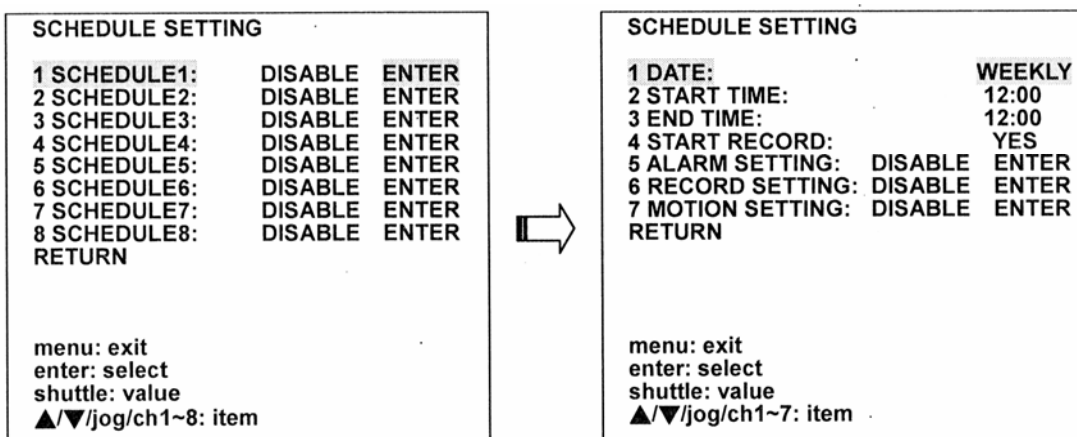 SCHEDULE SETTING
1 SCHEDULE1: DISABLE ENTER
2 SCHEDULE2: DISABLE ENTER
3 SCHEDULE3: DISABLE ENTER
4 SCHEDULE4: DISABLE ENTER
5 SCHEDULE5: DISABLE ENTER
6 SCHEDULE6: DISABLE ENTER
7 SCHEDULE7: DISABLE ENTER
8 SCHEDULE8: DISABLE ENTER
RETURN
menu: exit
enter: select
shuttle: value
▲/▼/jog/ch1~8: item
SCHEDULE SETTING
1 DATE: WEEKLY
2 START TIME: 12:00
3 END TIME: 12:00
4 START RECORD: YES
5 ALARM SETTING: DISABLE ENTER
6 RECORD SETTING: DISABLE ENTER
7 MOTION SETTING: DISABLE ENTER
RETURN
menu: exit
enter: select
shuttle: value
▲/▼/jog/ch1~7: item